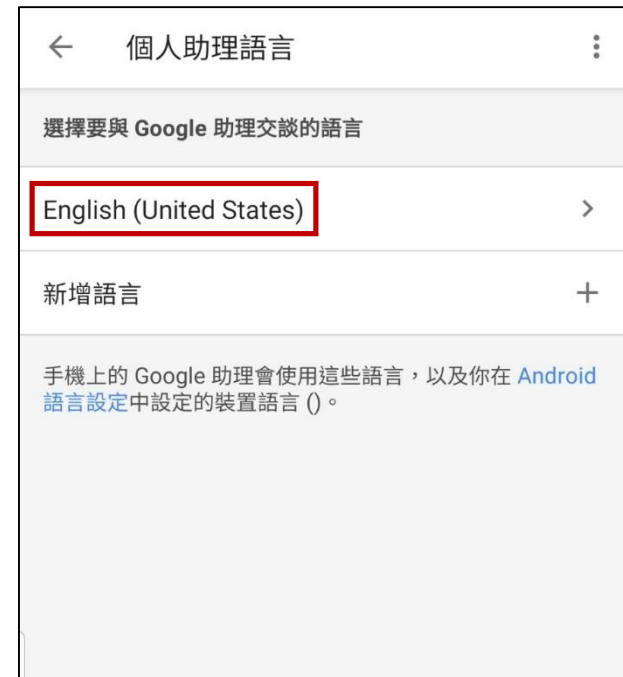 個人助理語言
選擇要與 Google 助理交談的語言
English (United States)
新增語言
手機上的 Google 助理會使用這些語言，以及你在 Android
語言設定中設定的裝置語言 ()。